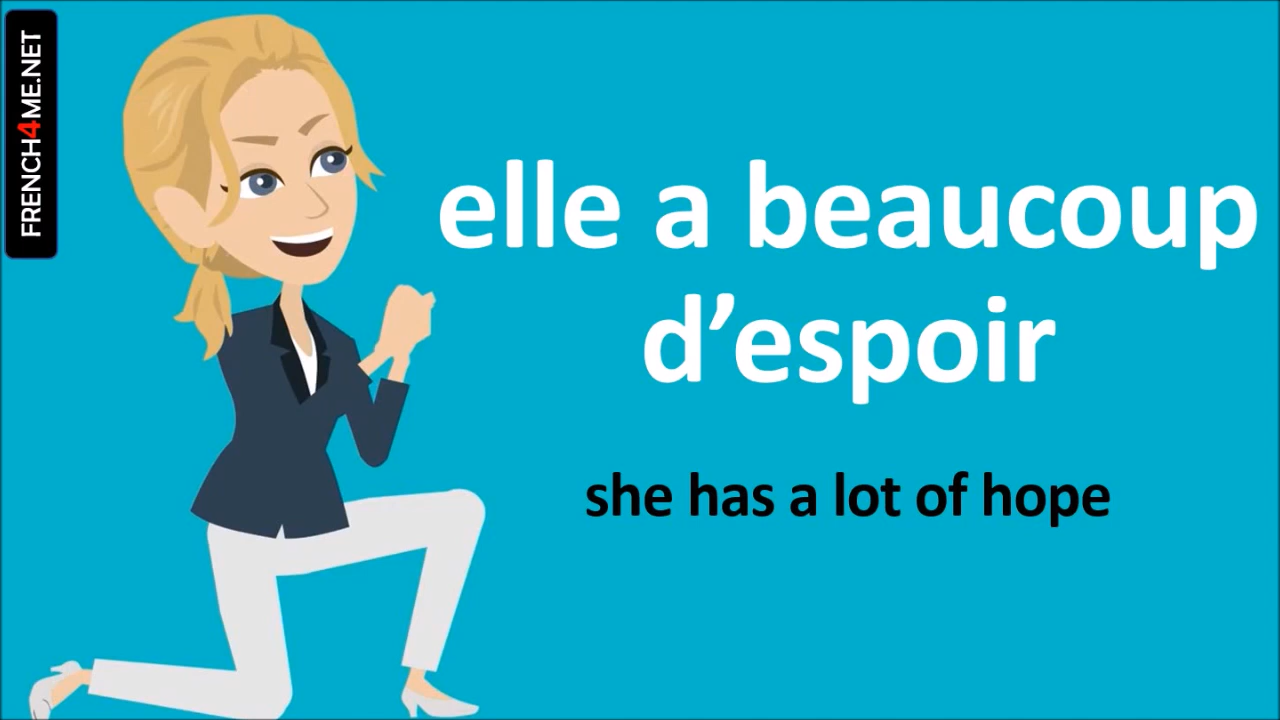 FRENCH4ME.NET
elle a beaucoup
d’espoir
she has a lot of hope